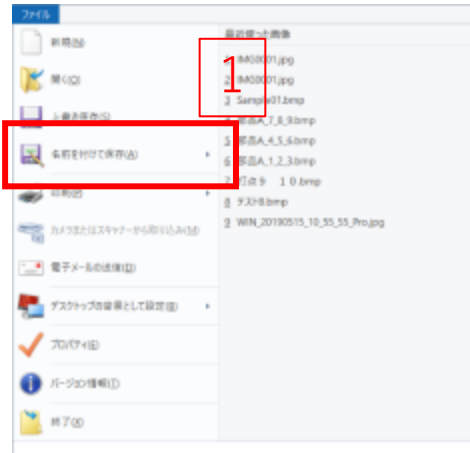 ファイル
新規(N)
開く(O)
上書き保存(S)
名前を付けて保存(A)
印刷(P)
カメラまたはスキャナーから取り込み(M)
電子メールの送信(D)
デスクトップの背景として設定(B)
プロパティ(E)
バージョン情報(T)
終了(X)
最近使った画像
1
1 IMG0001.jpg
2 IMG0001.jpg
3 Sample01.bmp
4 部品A_7_8_9.bmp
5 部品A_4_5_6.bmp
6 部品A_1_2_3.bmp
7 打点９　１０.bmp
8 テスト8.bmp
9 WIN_20190515_10_55_55_Pro.jpg